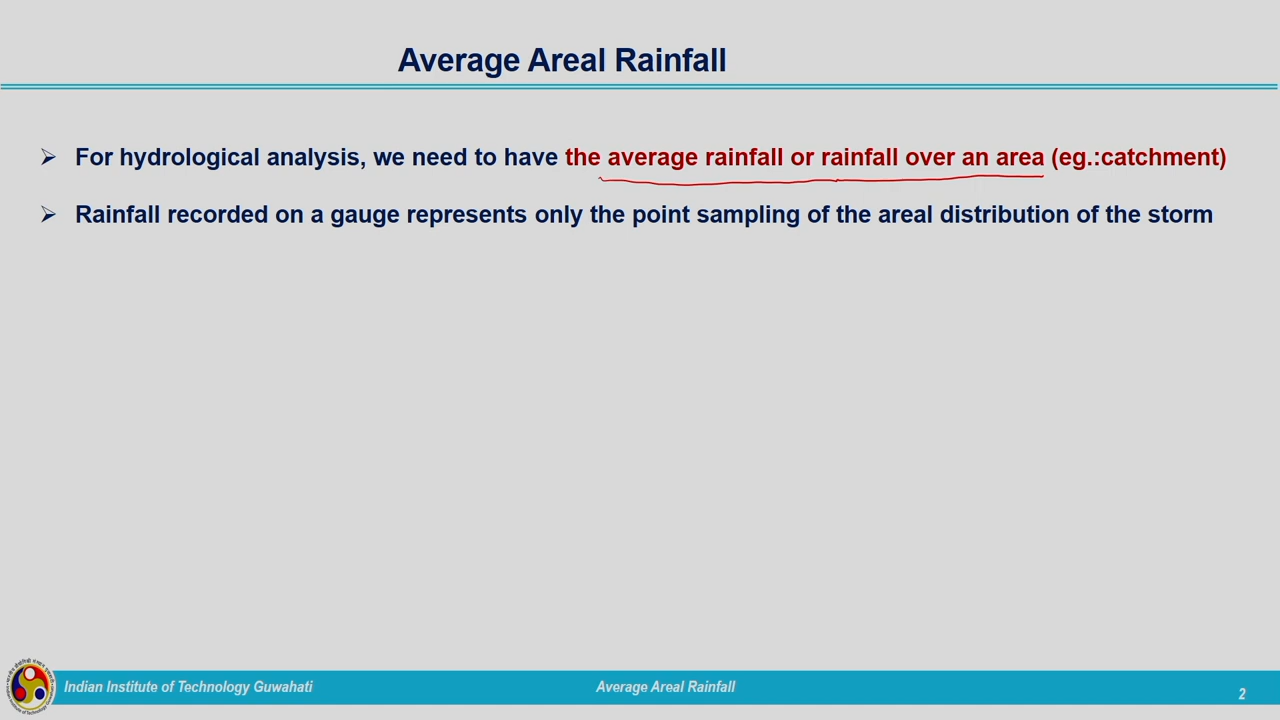 Average Areal Rainfall
For hydrological analysis, we need to have the average rainfall or rainfall over an area (eg.:catchment)
Rainfall recorded on a gauge represents only the point sampling of the areal distribution of the storm
Indian Institute of Technology Guwahati
Average Areal Rainfall
2